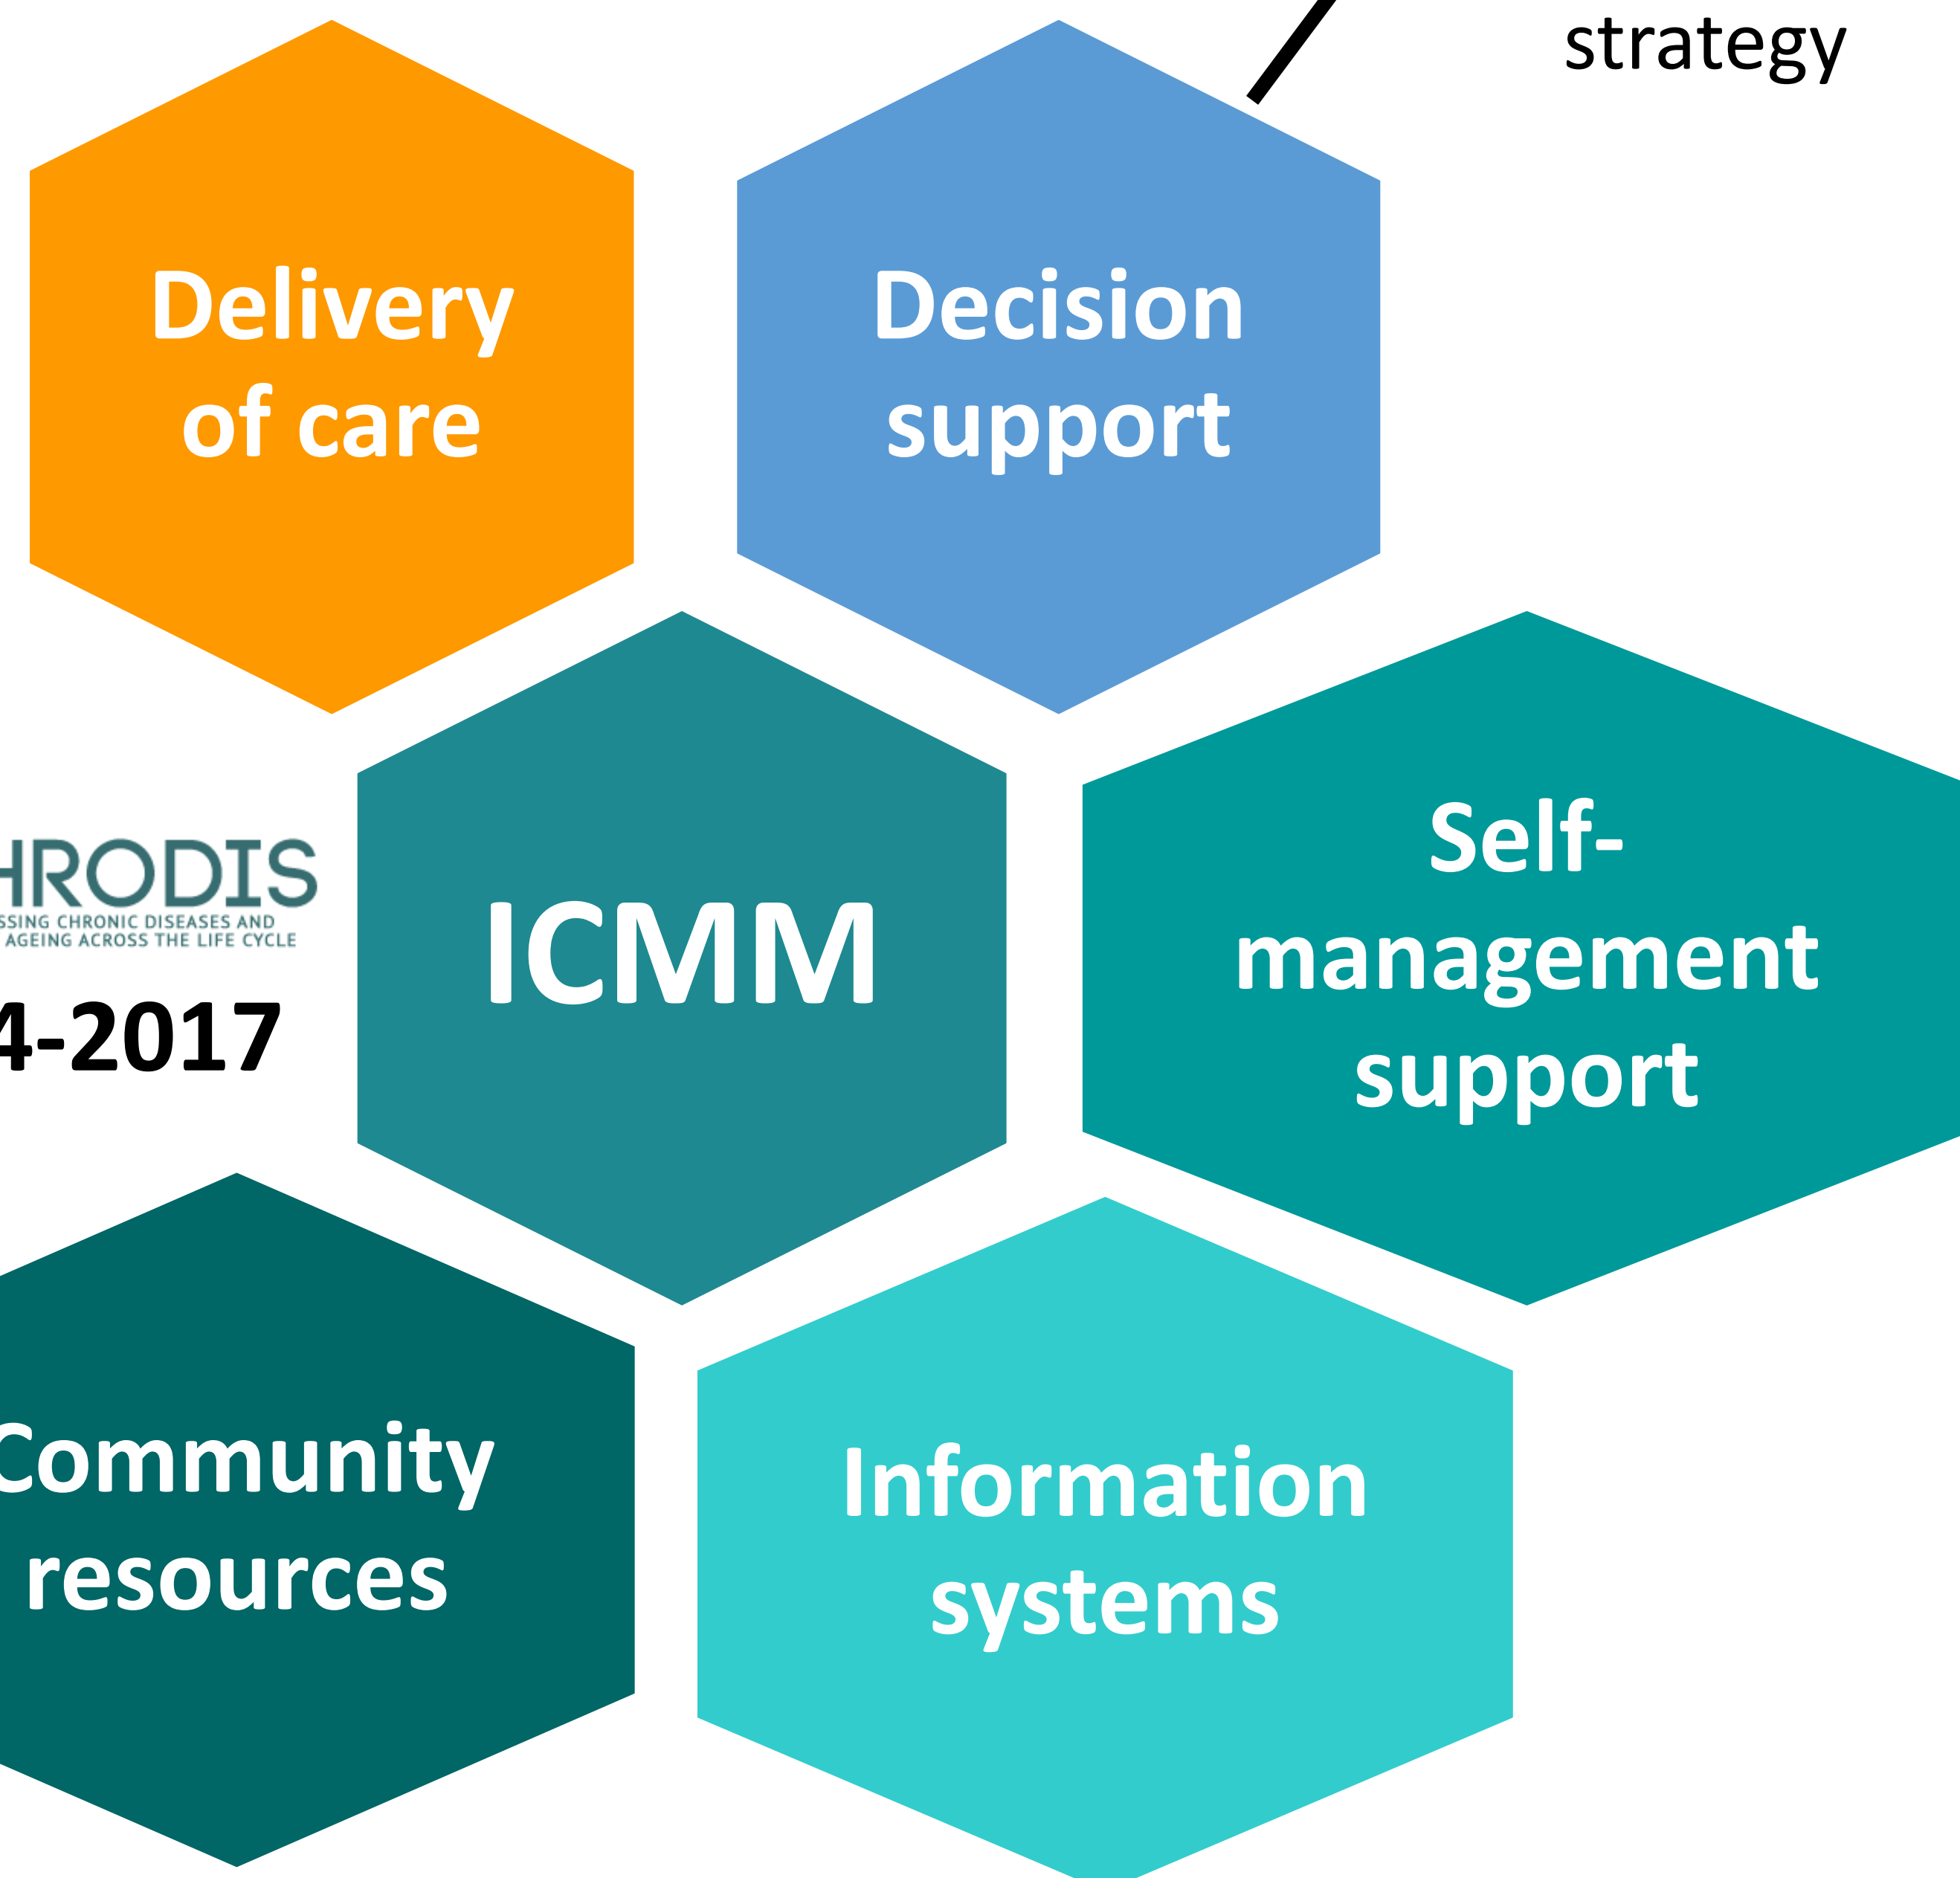 strategy
Delivery
of care
Decision
support
HRODIS
SSING CHRONIC DISEASES AND
AGEING ACROSS THE LIFE CYCLE
4-2017
ICMM
Self-
management
support
Community
resources
Information
systems